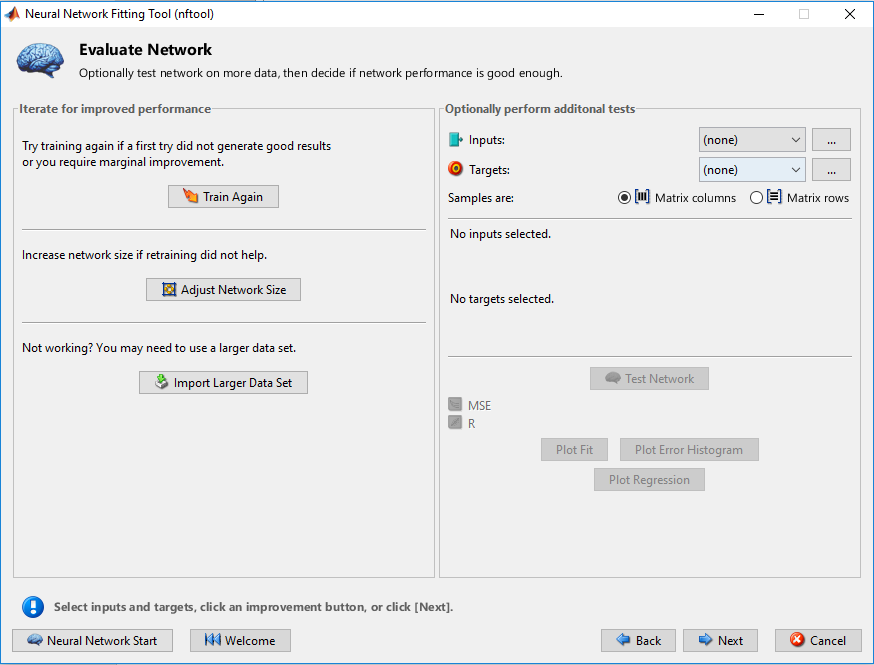 Neural Network Fitting Tool (nftool)
Evaluate Network
Optionally test network on more data, then decide if network performance is good enough.
Iterate for improved performance
Try training again if a first try did not generate good results
or you require marginal improvement.
Train Again
Increase network size if retraining did not help.
Adjust Network Size
Not working? You may need to use a larger data set.
Import Larger Data Set
Optionally perform additonal tests
Inputs: (none) ...
Targets: (none) ...
Samples are: Matrix columns Matrix rows
No inputs selected.
No targets selected.
Test Network
MSE
R
Plot Fit Plot Error Histogram
Plot Regression
Select inputs and targets, click an improvement button, or click [Next].
Neural Network Start Welcome Back Next Cancel